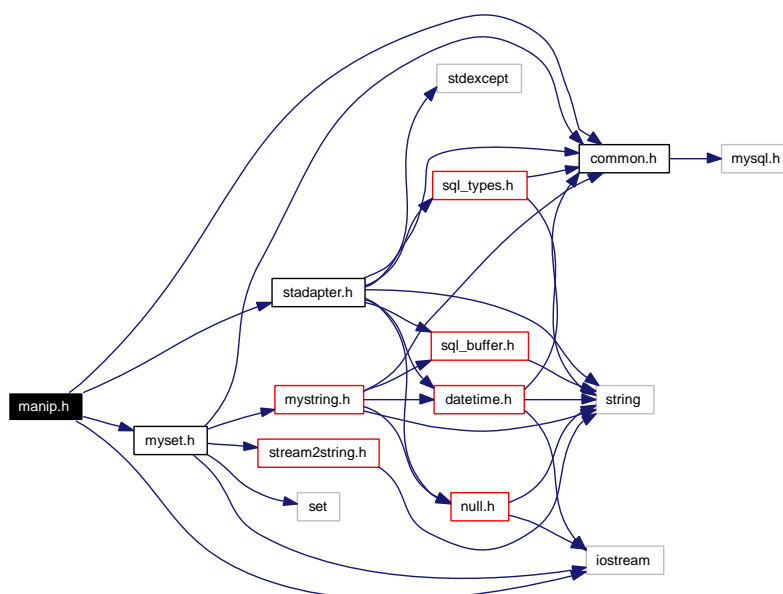 stdexcept
common.h
mysql.h
sql_types.h
stadapter.h
sql_buffer.h
manip.h
mystring.h
datetime.h
string
myset.h
stream2string.h
set
null.h
iostream